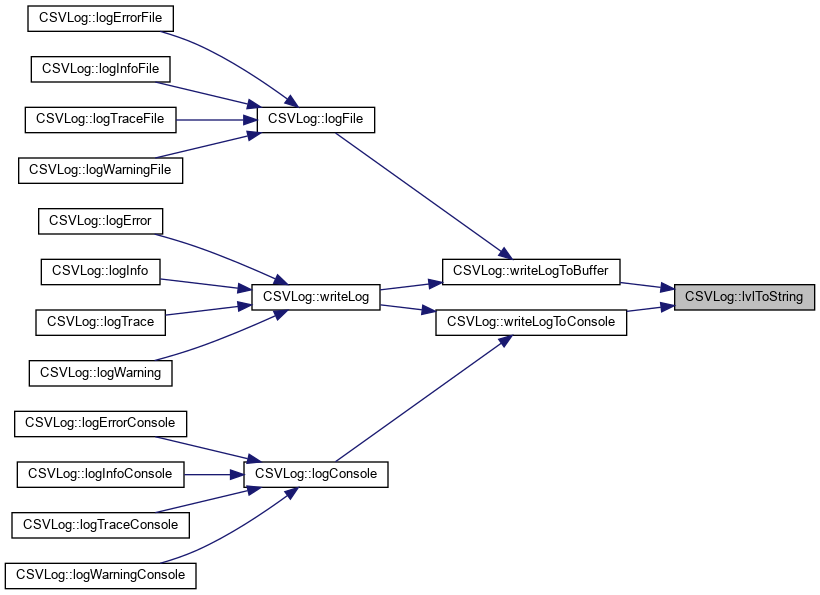 CSVLog::logErrorFile
CSVLog::logInfoFile
CSVLog::logTraceFile
CSVLog::logFile
CSVLog::logWarningFile
CSVLog::logError
CSVLog::logInfo
CSVLog::writeLogToBuffer
CSVLog::writeLog
CSVLog::lvlToString
CSVLog::logTrace
CSVLog::writeLogToConsole
CSVLog::logWarning
CSVLog::logErrorConsole
CSVLog::logInfoConsole
CSVLog::logConsole
CSVLog::logTraceConsole
CSVLog::logWarningConsole